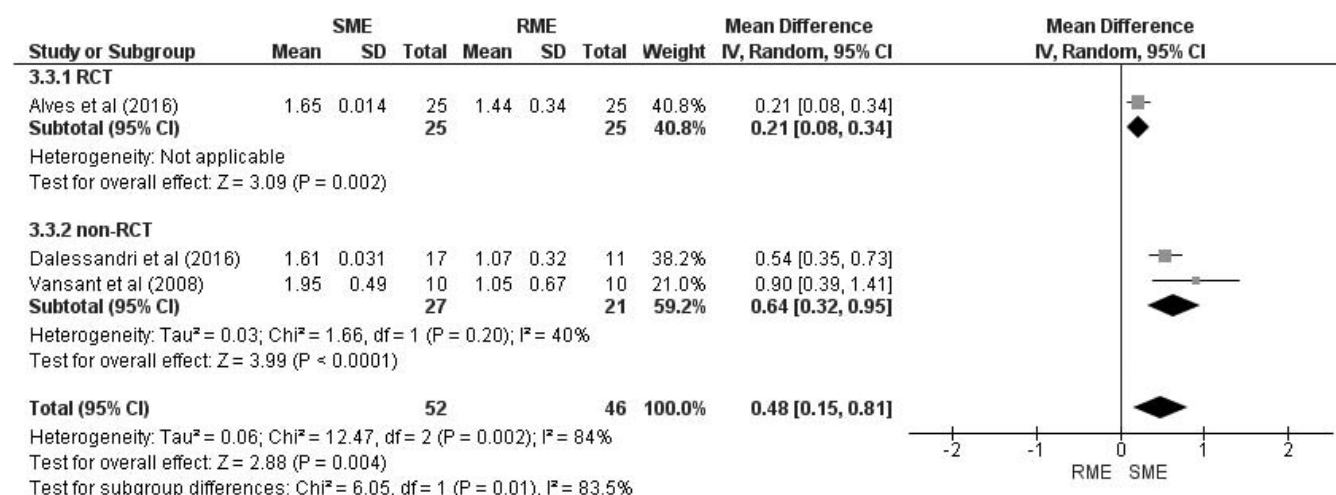 SME RME Mean Difference Mean Difference
Study or Subgroup Mean SD Total Mean SD Total Weight IV, Random, 95% CI IV, Random, 95% CI
3.3.1 RCT
Alves et al (2016) 1.65 0.014 25 1.44 0.34 25 40.8% 0.21 [0.08, 0.34]
Subtotal (95% CI) 25 25 40.8% 0.21 [0.08, 0.34]
Heterogeneity: Not applicable
Test for overall effect: Z = 3.09 (P = 0.002)
3.3.2 non-RCT
Dalessandri et al (2016) 1.61 0.031 17 1.07 0.32 11 38.2% 0.54 [0.35, 0.73]
Vansant et al (2008) 1.95 0.49 10 1.05 0.67 10 21.0% 0.90 [0.39, 1.41]
Subtotal (95% CI) 27 21 59.2% 0.64 [0.32, 0.95]
Heterogeneity: Tau² = 0.03; Chi² = 1.66, df = 1 (P = 0.20); I² = 40%
Test for overall effect: Z = 3.99 (P < 0.0001)
Total (95% CI) 52 46 100.0% 0.48 [0.15, 0.81]
Heterogeneity: Tau² = 0.06; Chi² = 12.47, df = 2 (P = 0.002); I² = 84%
Test for overall effect: Z = 2.88 (P = 0.004)
Test for subgroup differences: Chi² = 6.05, df = 1 (P = 0.01), I² = 83.5%
-2 -1 0 1 2
RME SME